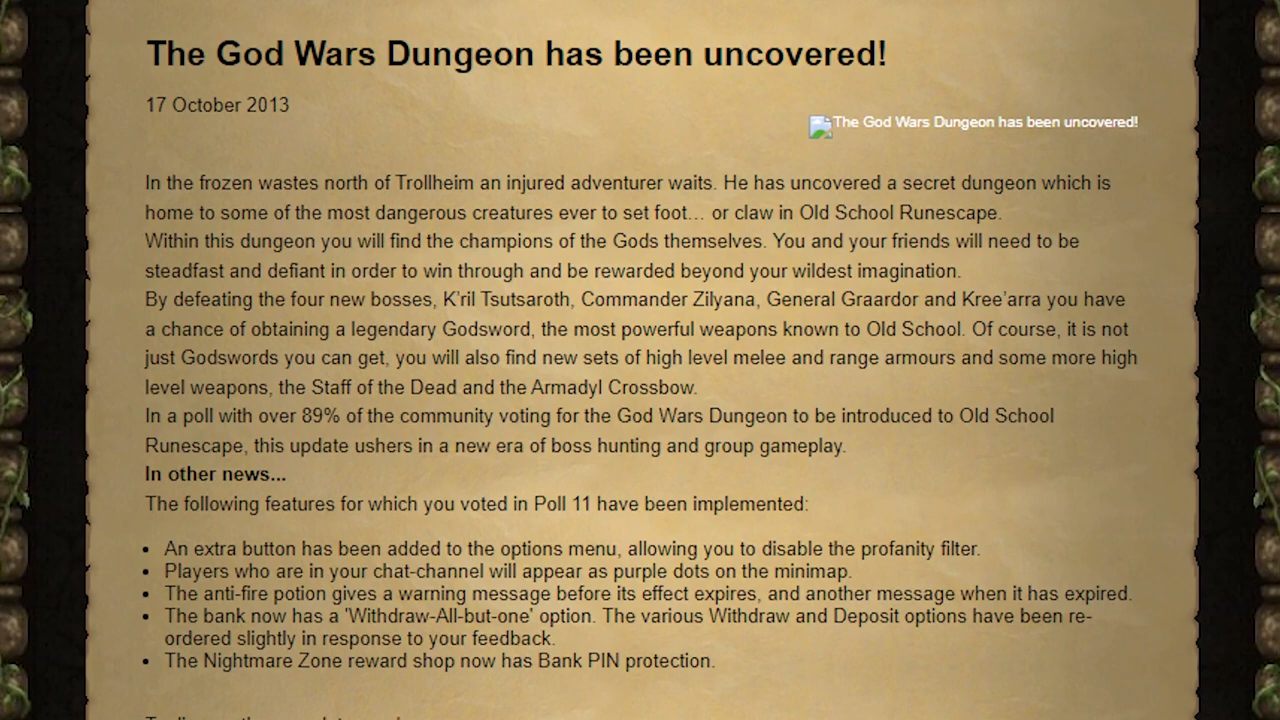 The God Wars Dungeon has been uncovered!
17 October 2013
The God Wars Dungeon has been uncovered!
In the frozen wastes north of Trollheim an injured adventurer waits. He has uncovered a secret dungeon which is
home to some of the most dangerous creatures ever to set foot… or claw in Old School Runescape.
Within this dungeon you will find the champions of the Gods themselves. You and your friends will need to be
steadfast and defiant in order to win through and be rewarded beyond your wildest imagination.
By defeating the four new bosses, K’ril Tsutsaroth, Commander Zilyana, General Graardor and Kree’arra you have
a chance of obtaining a legendary Godsword, the most powerful weapons known to Old School. Of course, it is not
just Godswords you can get, you will also find new sets of high level melee and range armours and some more high
level weapons, the Staff of the Dead and the Armadyl Crossbow.
In a poll with over 89% of the community voting for the God Wars Dungeon to be introduced to Old School
Runescape, this update ushers in a new era of boss hunting and group gameplay.
In other news...
The following features for which you voted in Poll 11 have been implemented:
• An extra button has been added to the options menu, allowing you to disable the profanity filter.
• Players who are in your chat-channel will appear as purple dots on the minimap.
• The anti-fire potion gives a warning message before its effect expires, and another message when it has expired.
• The bank now has a 'Withdraw-All-but-one' option. The various Withdraw and Deposit options have been re-
ordered slightly in response to your feedback.
• The Nightmare Zone reward shop now has Bank PIN protection.